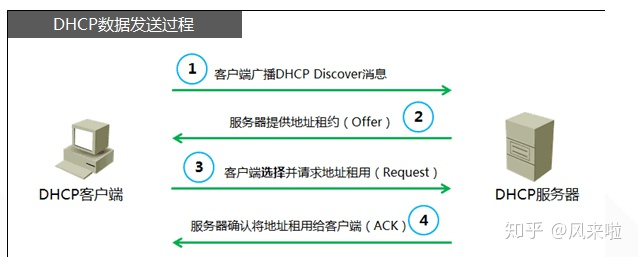 DHCP数据发送过程
1 客户端广播DHCP Discover消息
服务器提供地址租约（Offer） 2
3 客户端选择并请求地址租用（Request）
DHCP客户端
DHCP服务器
服务器确认将地址租用给客户端（ACK） 4
知乎 @风来啦